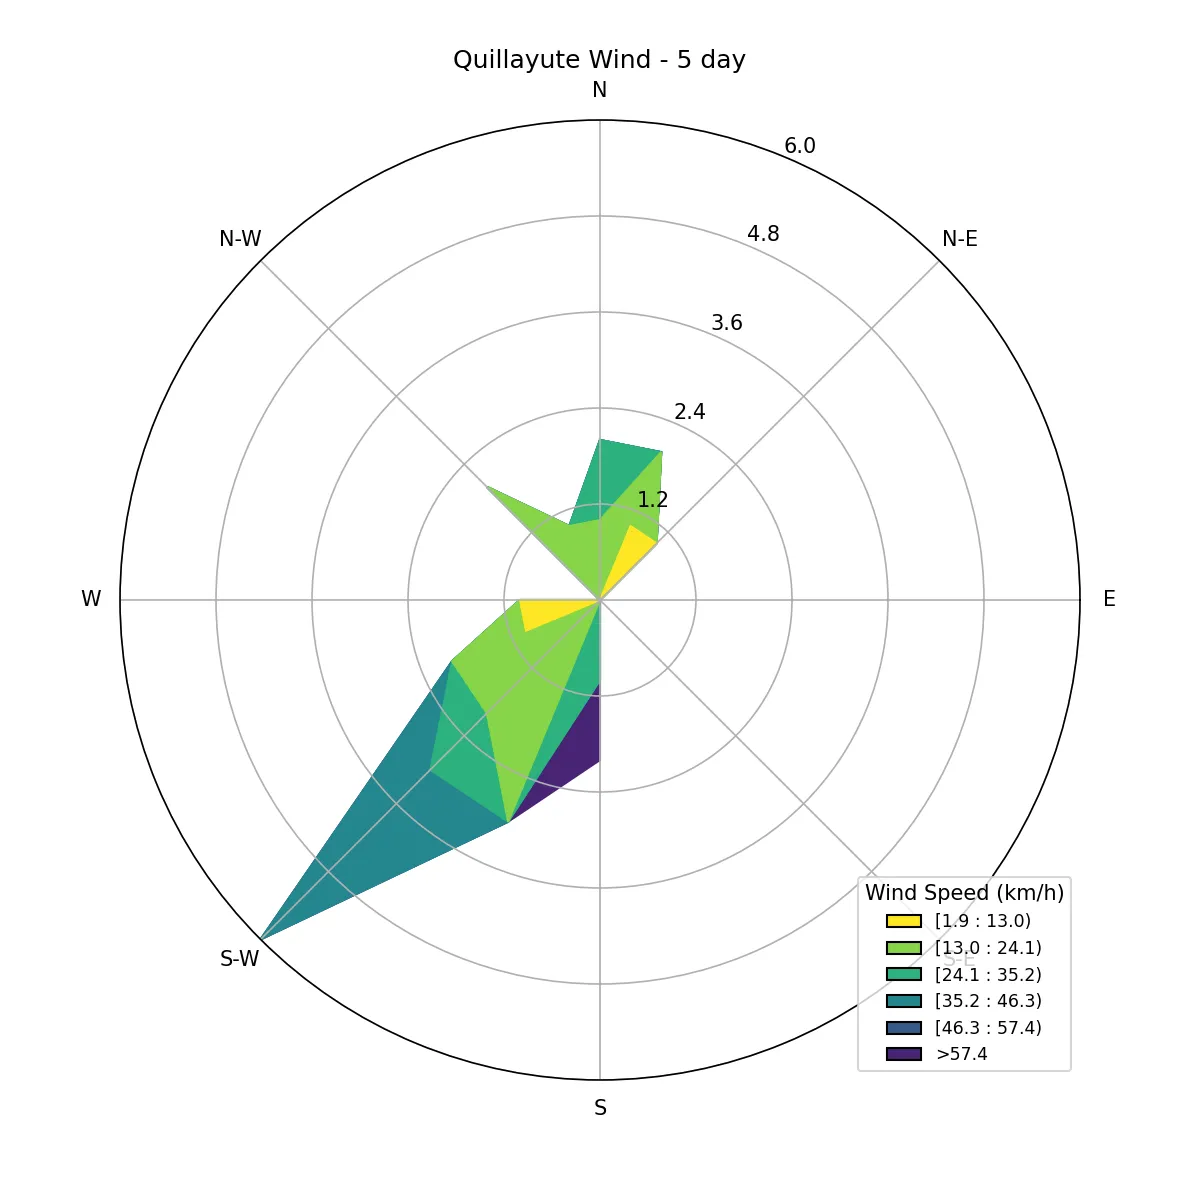 Quillayute Wind - 5 day
N
6.0
4.8
N-W
N-E
3.6
2.4
1.2
W
E
Wind Speed (km/h)
[1.9 : 13.0)
[13.0 : 24.1)
S-W
S-E
[24.1 : 35.2)
[35.2 : 46.3)
[46.3 : 57.4)
>57.4
S